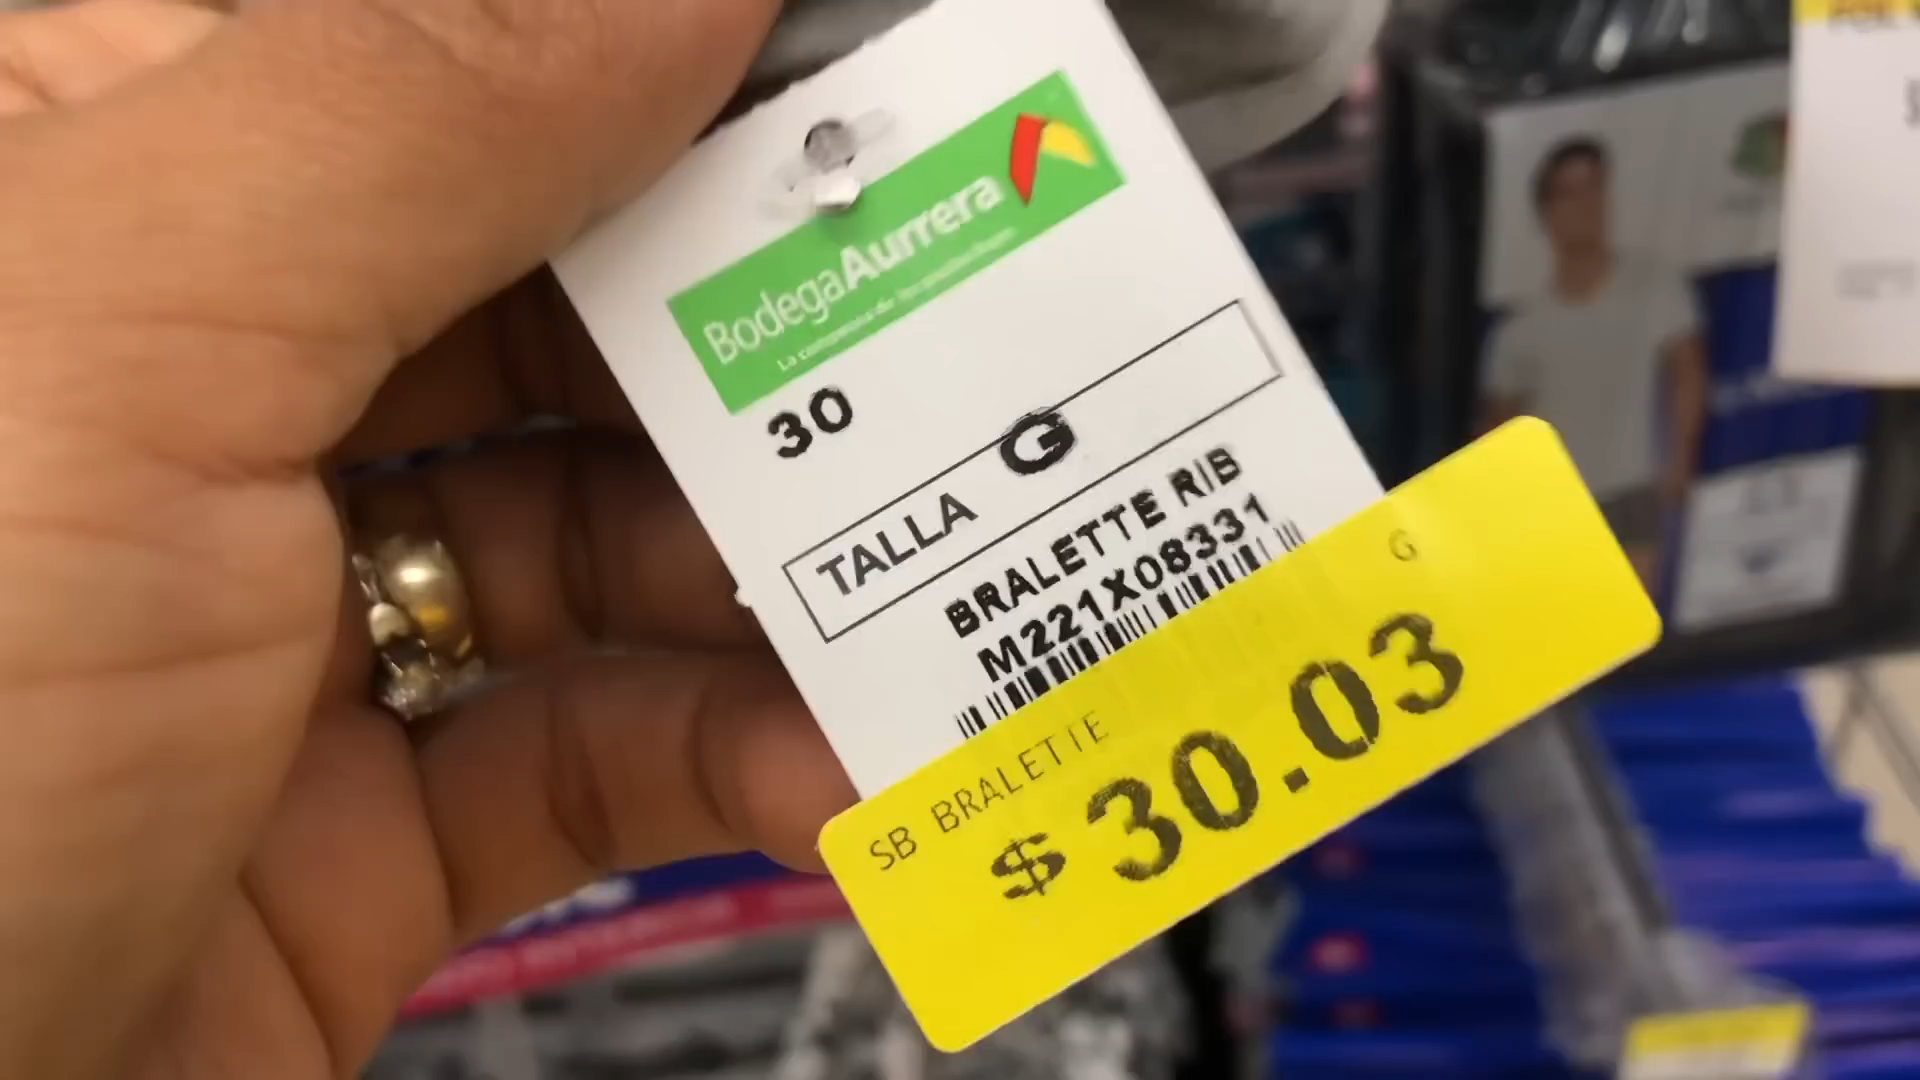 BodegaAurrera
30
TALLA G
BRALETTE RIB
M221X08331
G
SB BRALETTE
$30.03